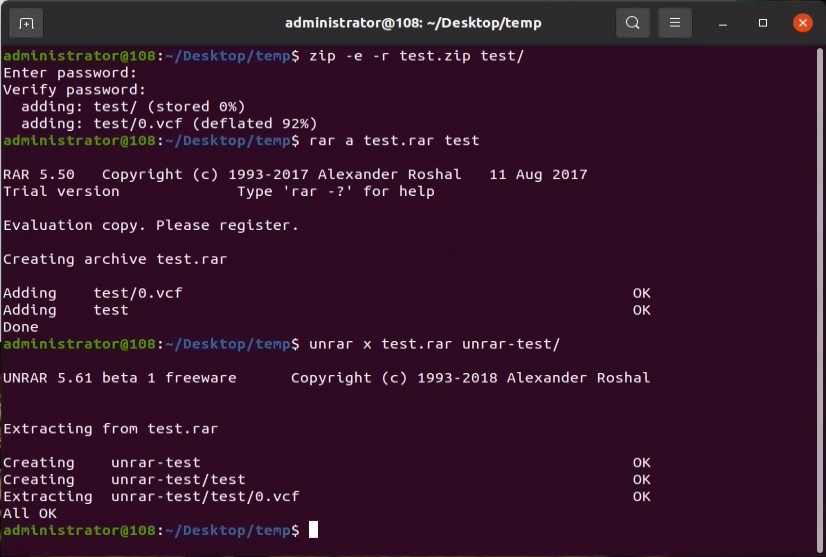 administrator@108: ~/Desktop/temp
administrator@108:~/Desktop/temp$ zip -e -r test.zip test/
Enter password:
Verify password:
  adding: test/ (stored 0%)
  adding: test/0.vcf (deflated 92%)
administrator@108:~/Desktop/temp$ rar a test.rar test
RAR 5.50   Copyright (c) 1993-2017 Alexander Roshal   11 Aug 2017
Trial version             Type 'rar -?' for help
Evaluation copy. Please register.
Creating archive test.rar
Adding    test/0.vcf                                                  OK
Adding    test                                                        OK
Done
administrator@108:~/Desktop/temp$ unrar x test.rar unrar-test/
UNRAR 5.61 beta 1 freeware      Copyright (c) 1993-2018 Alexander Roshal
Extracting from test.rar
Creating    unrar-test                                                OK
Creating    unrar-test/test                                           OK
Extracting  unrar-test/test/0.vcf                                     OK
All OK
administrator@108:~/Desktop/temp$